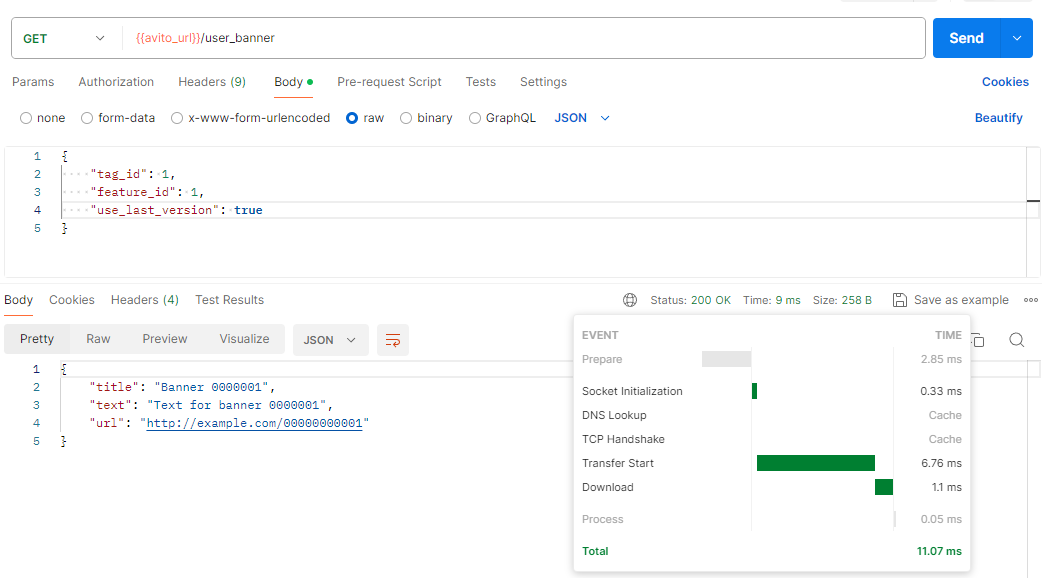 GET {{avito_url}}/user_banner Send
Params Authorization Headers (9) Body Pre-request Script Tests Settings Cookies
none form-data x-www-form-urlencoded raw binary GraphQL JSON Beautify
1 {
2 "tag_id": 1,
3 "feature_id": 1,
4 "use_last_version": true
5 }
Body Cookies Headers (4) Test Results Status: 200 OK Time: 9 ms Size: 258 B Save as example
Pretty Raw Preview Visualize JSON
1 {
2 "title": "Banner 0000001",
3 "text": "Text for banner 0000001",
4 "url": "http://example.com/00000000001"
5 }
EVENT TIME
Prepare 2.85 ms
Socket Initialization 0.33 ms
DNS Lookup Cache
TCP Handshake Cache
Transfer Start 6.76 ms
Download 1.1 ms
Process 0.05 ms
Total 11.07 ms